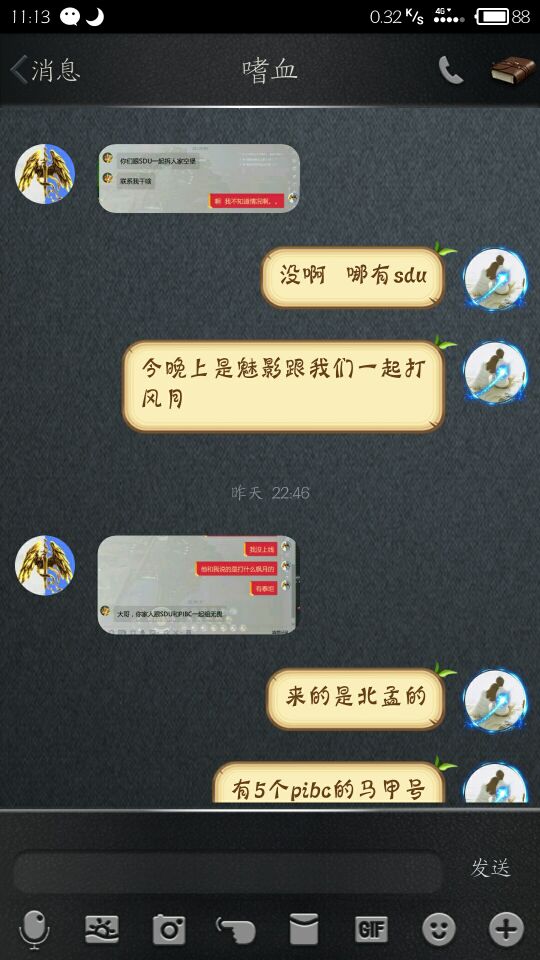 11:13
0.32 K/s 4G 88
消息
嗜血
你们跟SDU一起拆人家空堡
联系我干啥
啊 我不知道情况啊。。
没啊 哪有sdu
今晚上是魅影跟我们一起打
风月
昨天 22:46
我没上线
他和我说的是打什么枫月的
有泰坦
大哥，你家人跟SDU和PIBC一起组无畏
来的是北孟的
有5个pibc的马甲号
发送
GIF